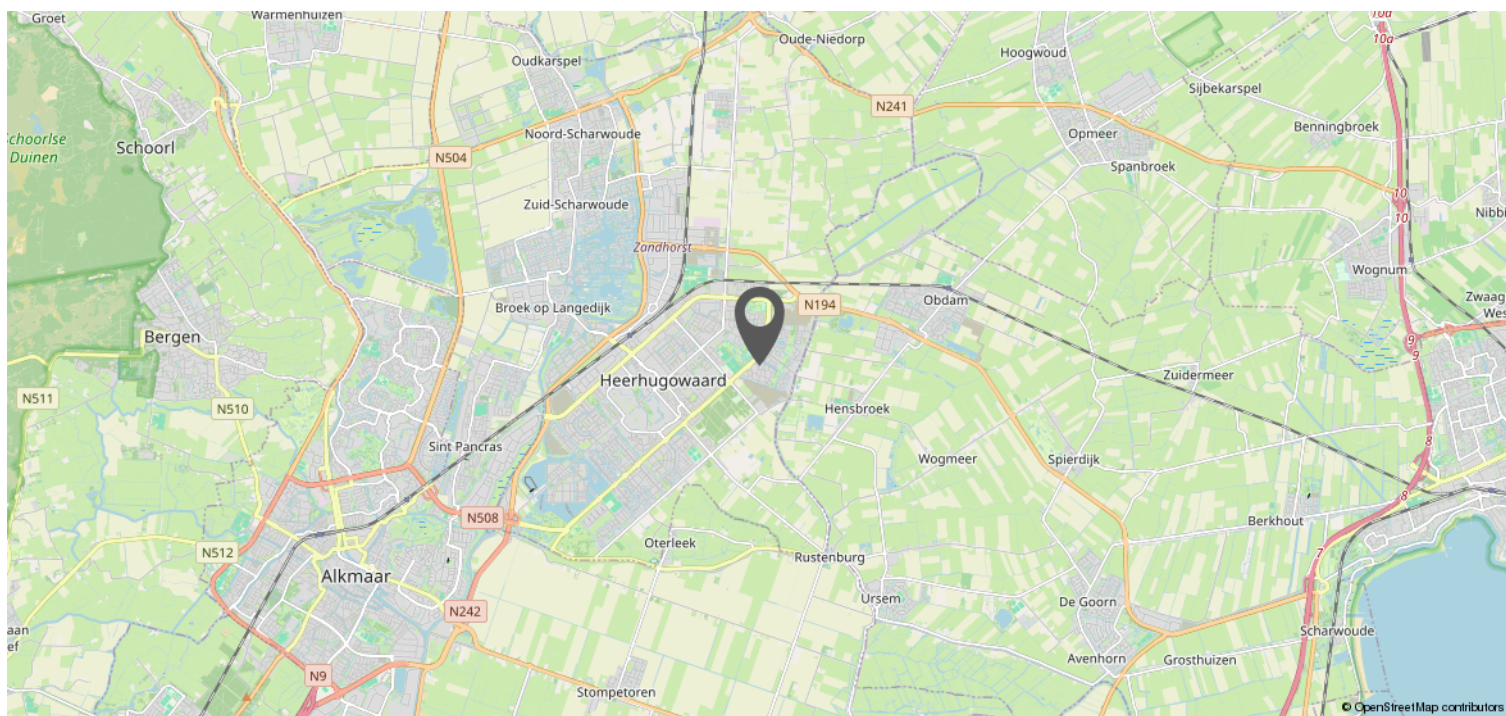 Groet
Warmenhuizen
Oude-Niedorp
10a
10a
Hoogwoud
Oudkarspel
Sijbekarspel
N241
Benningbroek
Opmeer
Noord-Scharwoude
Schoorlse
Duinen
Schoorl
N504
Spanbroek
10
10
Zuid-Scharwoude
Nibbi
Zandhorst
Wognum
Zwaag
Wes
Obdam
N194
Broek op Langedijk
Bergen
9
9
Zuidermeer
Heerhugowaard
N511
N510
Hensbroek
8
Sint Pancras
Wogmeer
Spierdijk
8
N508
Berkhout
N512
Oterleek
Rustenburg
7
Alkmaar
Ursem
De Goorn
N242
aan
ef
Scharwoude
Avenhorn
Grosthuizen
N9
Stompetoren
© OpenStreetMap contributors